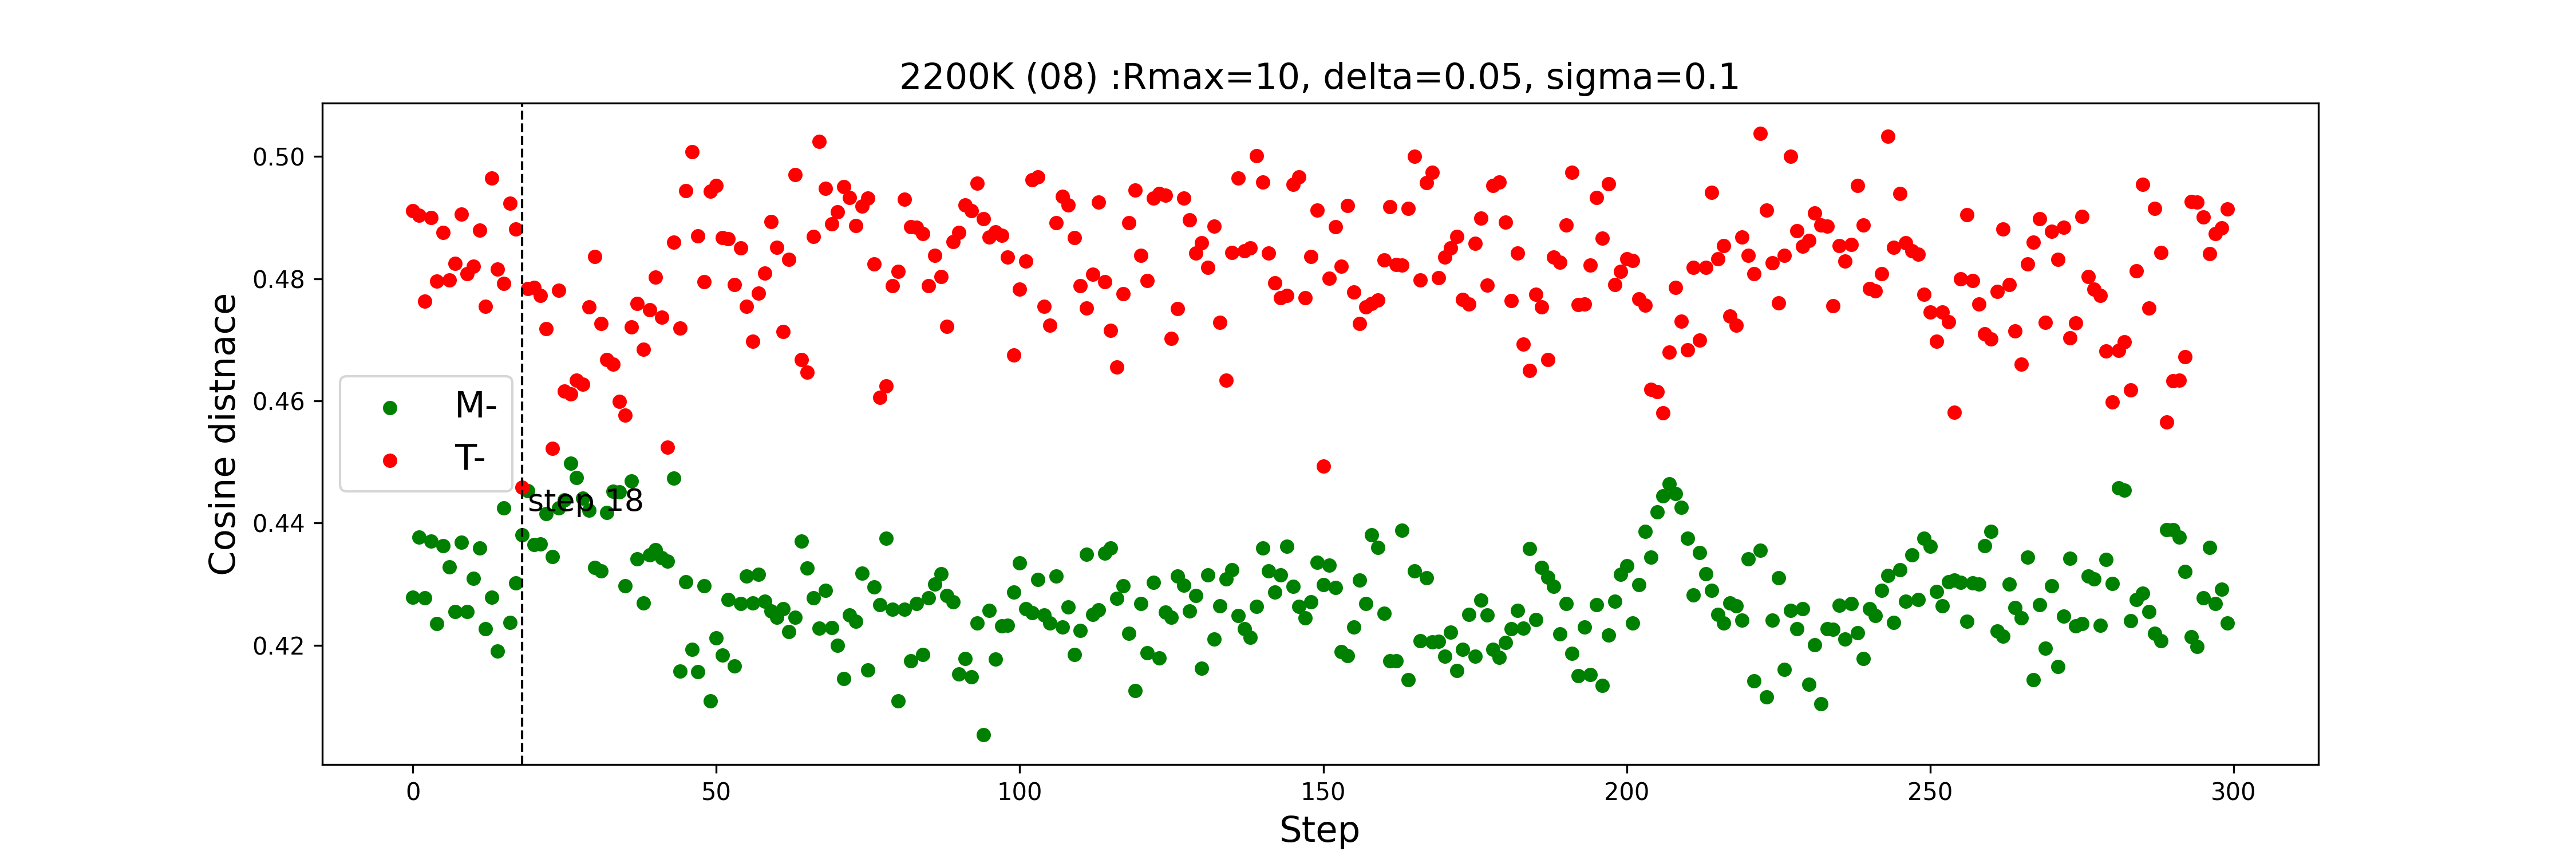 2200K (08) :Rmax=10, delta=0.05, sigma=0.1
Cosine distnace
0.50
0.48
0.46
0.44
0.42
M-
T-
step 18
0
50
100
150
200
250
300
Step